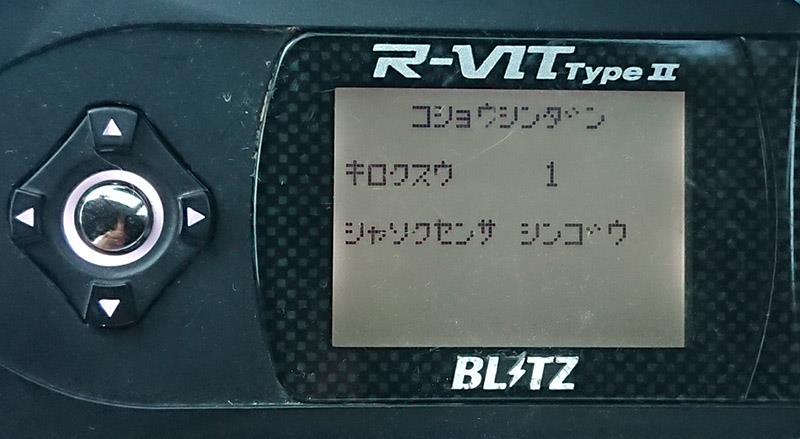 R-VIT Type II
コショウシンダン
キロクスウ 1
シャソクセンサ シンゴウ
BLITZ